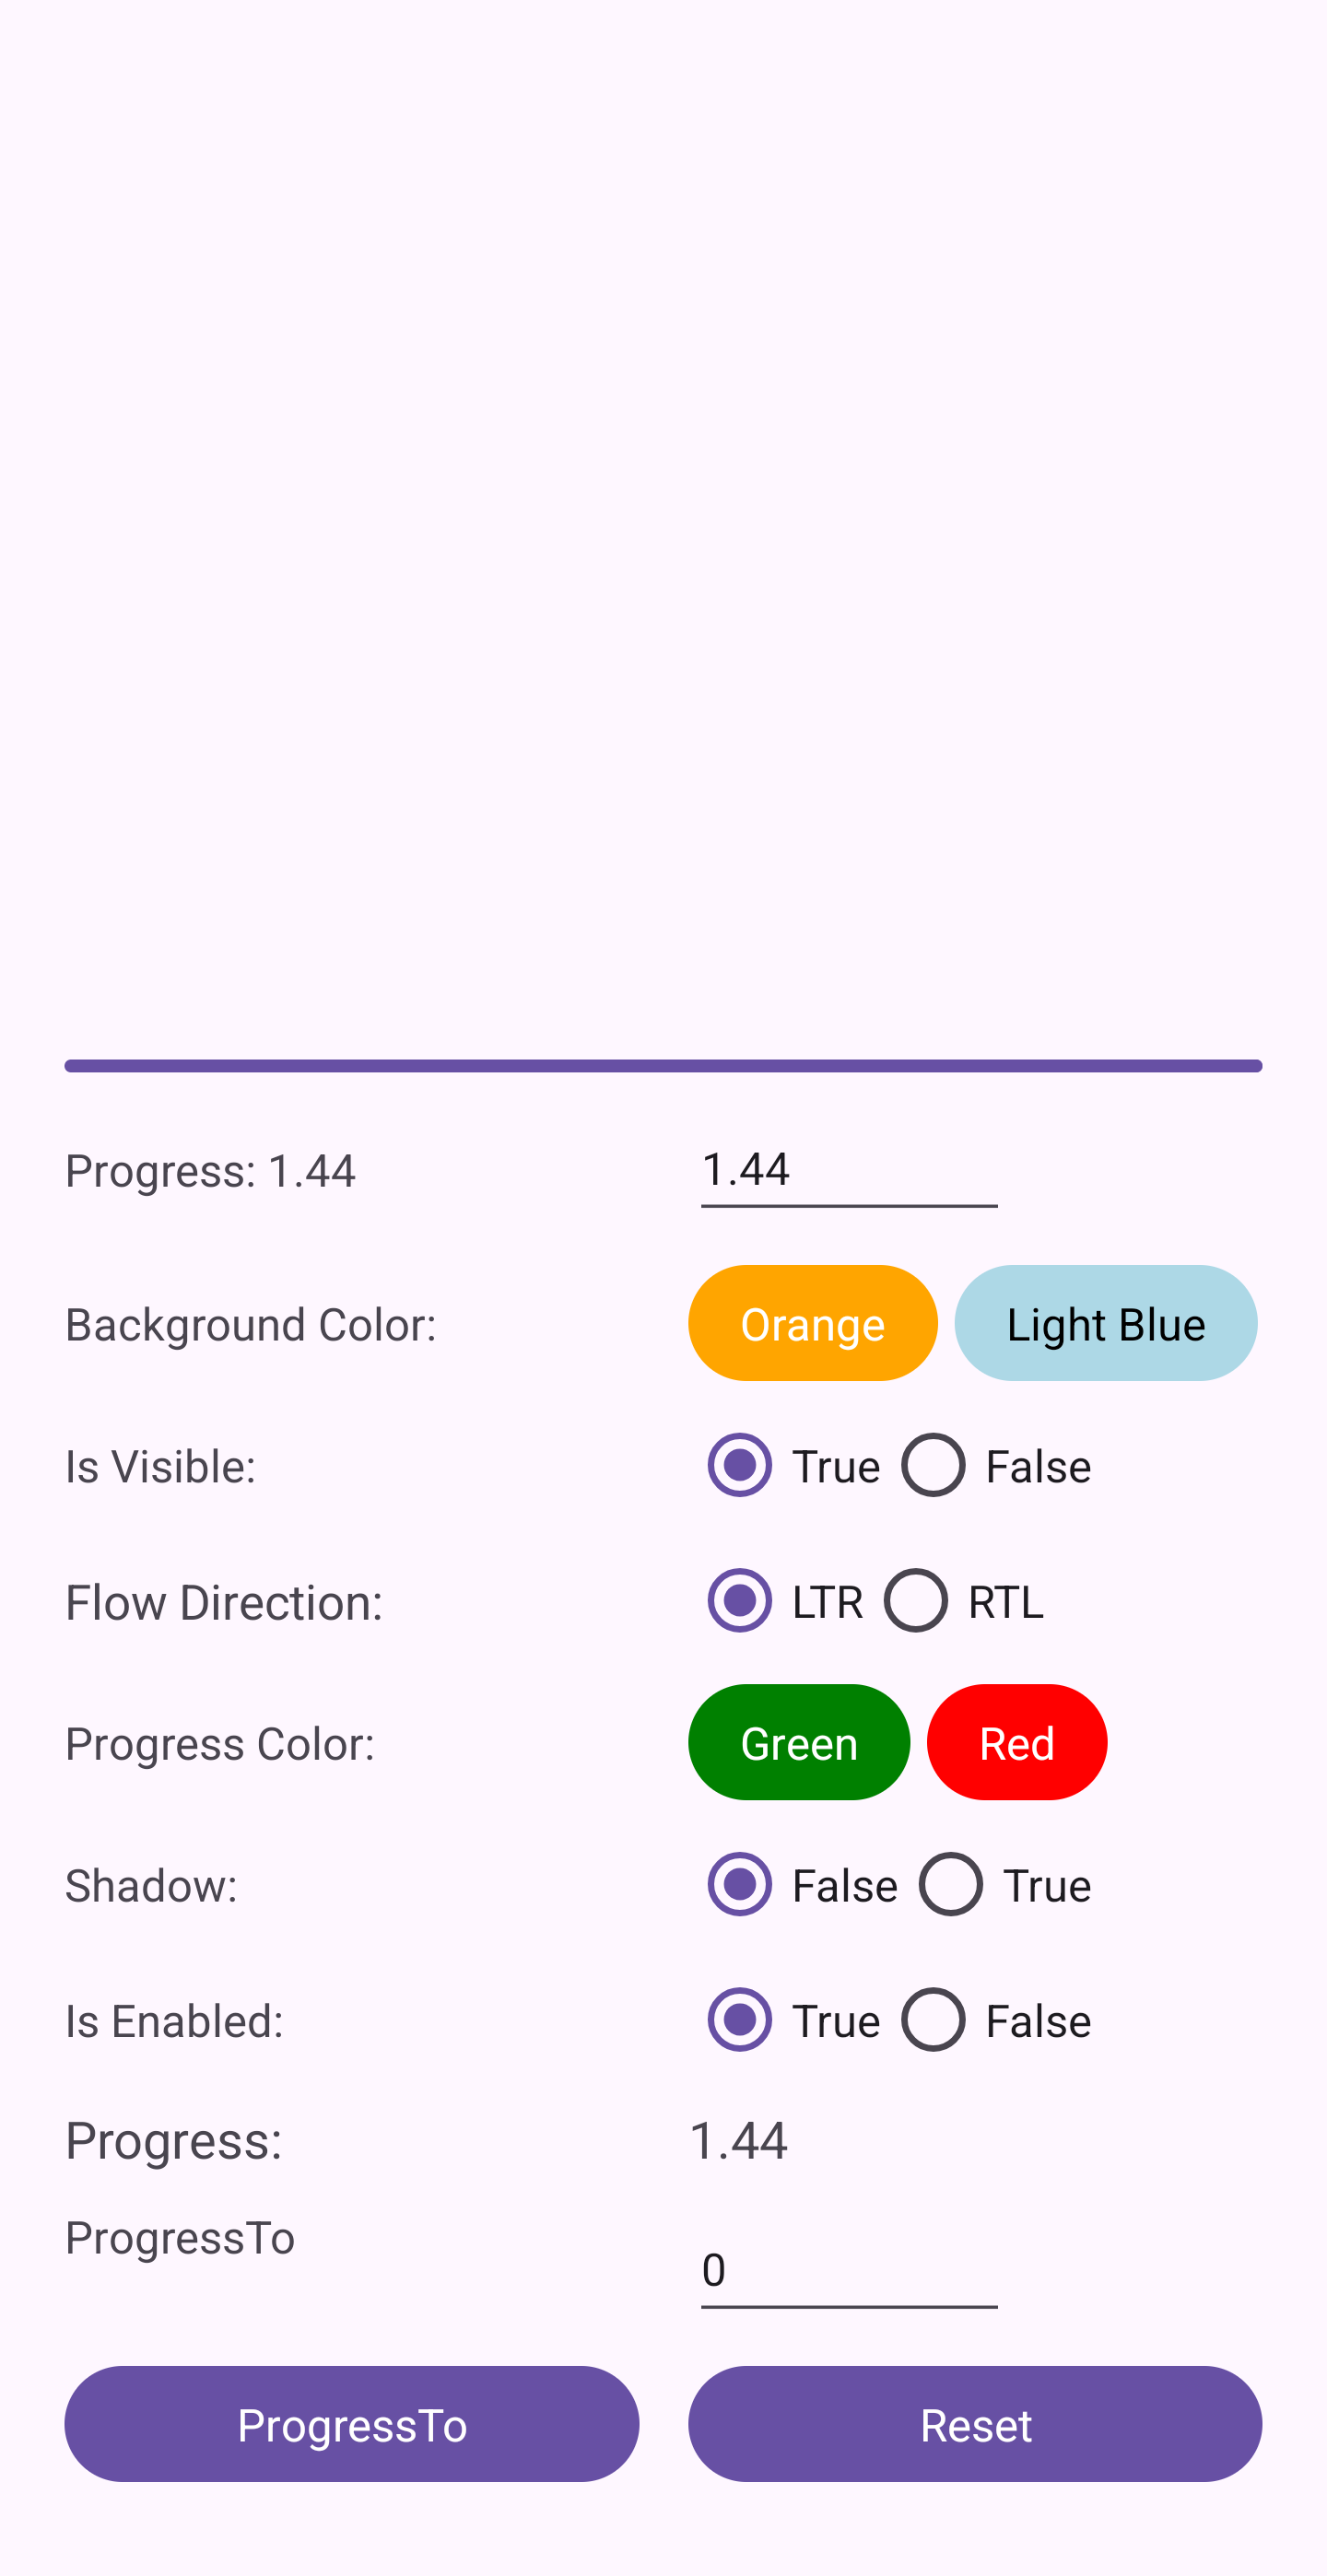 Progress: 1.44 1.44
Background Color: Orange Light Blue
Is Visible: True False
Flow Direction: LTR RTL
Progress Color: Green Red
Shadow: False True
Is Enabled: True False
Progress: 1.44
ProgressTo
0
ProgressTo Reset